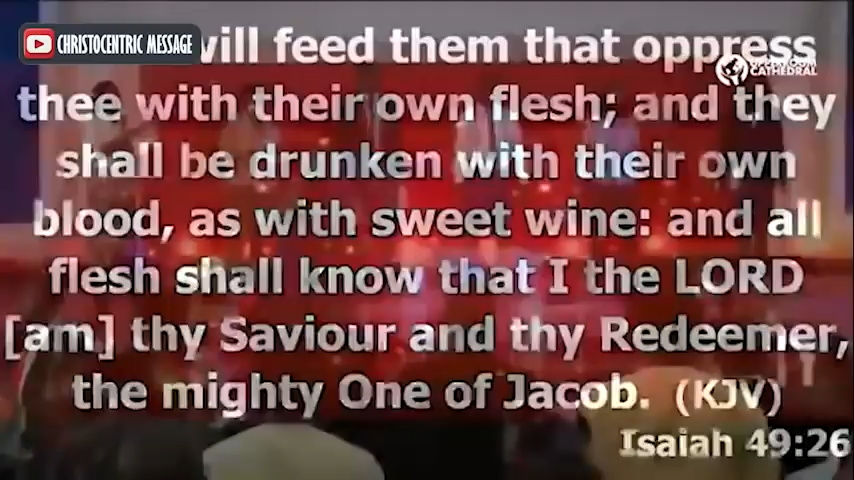 CHRISTOCENTRIC MESSAGE
will feed them that oppress
CATHEDRAL
thee with their own flesh; and they
shall be drunken with their own
blood, as with sweet wine: and all
flesh shall know that I the LORD
[am] thy Saviour and thy Redeemer,
the mighty One of Jacob. (KJV)
Isaiah 49:26